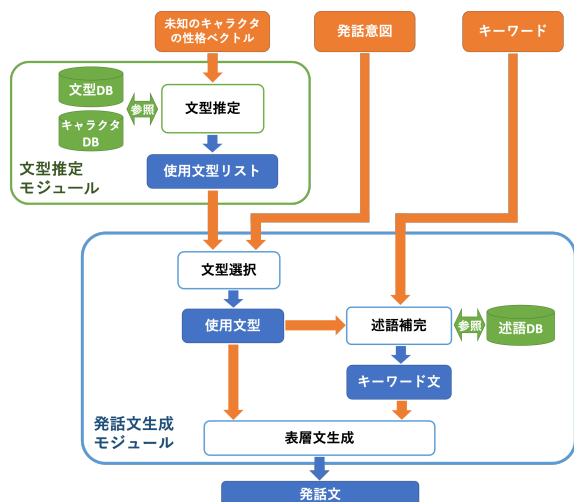 未知のキャラクタ
の性格ベクトル
発話意図
キーワード
文型DB
キャラクタ
DB
参照
文型推定
文型推定
モジュール
使用文型リスト
文型選択
使用文型
述語補完
参照
述語DB
キーワード文
発話文生成
モジュール
表層文生成
発話文